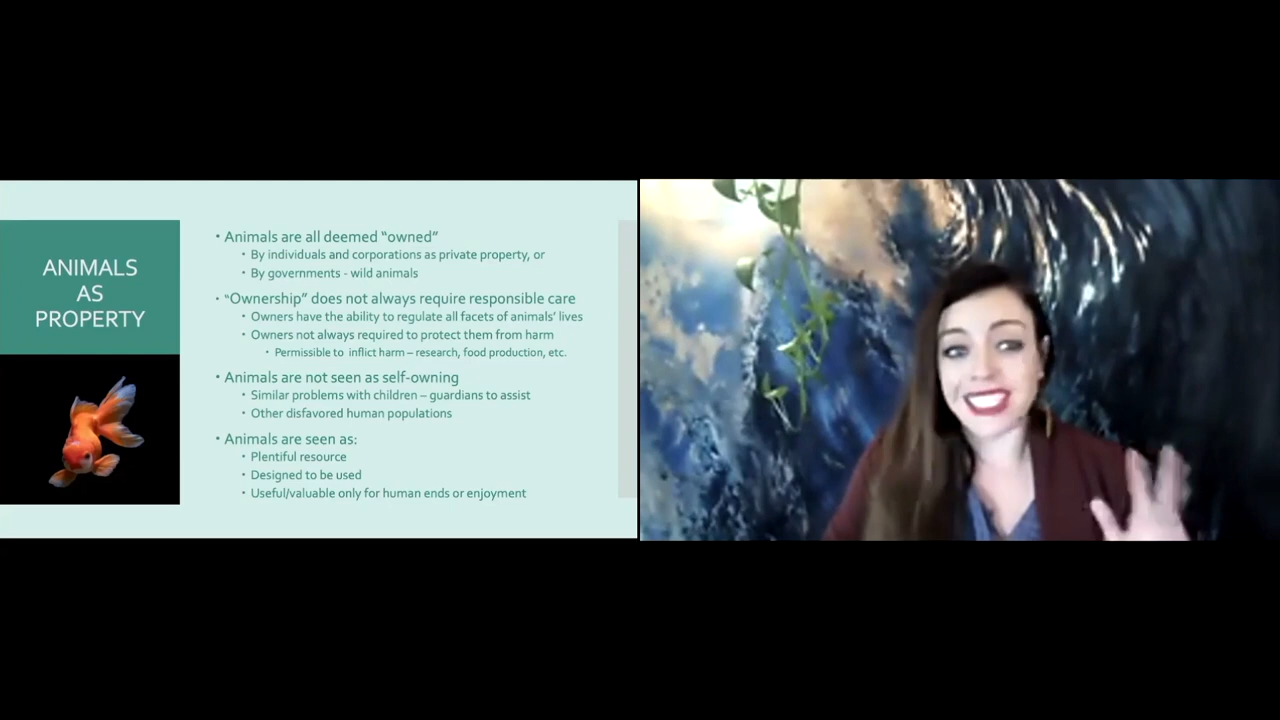 ANIMALS
AS
PROPERTY
• Animals are all deemed “owned”
• By individuals and corporations as private property, or
• By governments - wild animals
• “Ownership” does not always require responsible care
• Owners have the ability to regulate all facets of animals’ lives
• Owners not always required to protect them from harm
• Permissible to inflict harm – research, food production, etc.
• Animals are not seen as self-owning
• Similar problems with children – guardians to assist
• Other disfavored human populations
• Animals are seen as:
• Plentiful resource
• Designed to be used
• Useful/valuable only for human ends or enjoyment